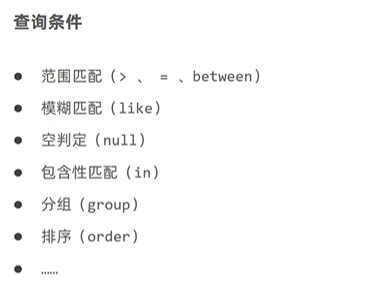 查询条件
● 范围匹配（> 、 = 、between）
● 模糊匹配（like）
● 空判定（null）
● 包含性匹配（in）
● 分组（group）
● 排序（order）
● ……